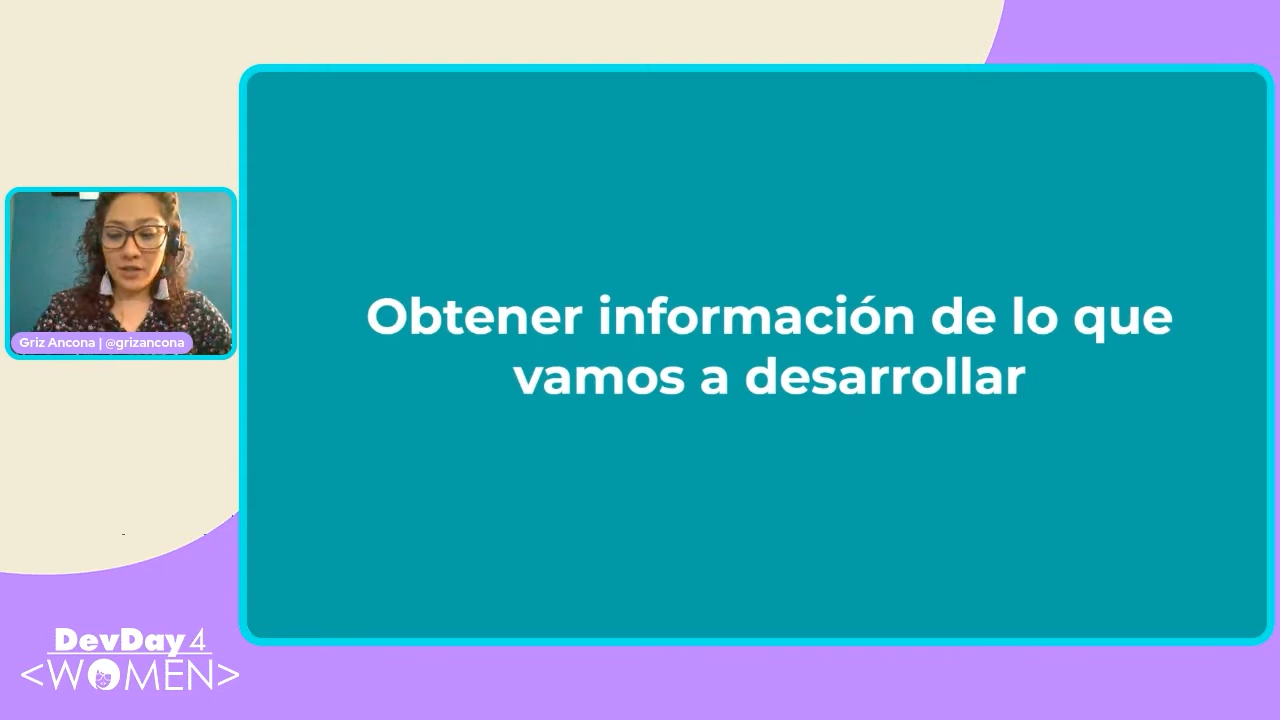 Obtener información de lo que
vamos a desarrollar
Griz Ancona | @grizancona
DevDay 4
<WOMEN>